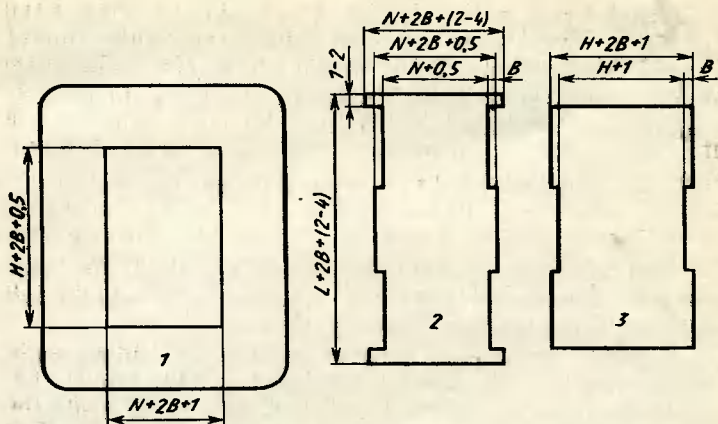 N+2B+(2-4)
N+2B+0,5
N+0,5
B
1-2
L+2B+(2-4)
2
H+2B+1
H+1
B
3
H+2B+0,5
1
N+2B+1